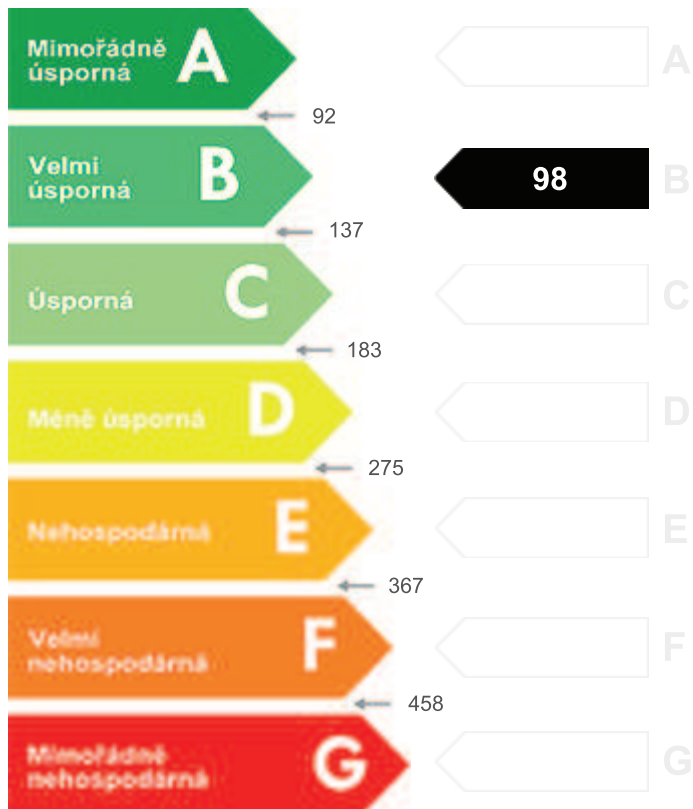 Mimořádně
úsporná
A
A
92
Velmi
úsporná
B
98
B
137
Úsporná
C
C
183
Méně úsporná
D
D
275
Nehospodárná
E
E
367
Velmi
nehospodárná
F
F
458
Mimořádně
nehospodárná
G
G